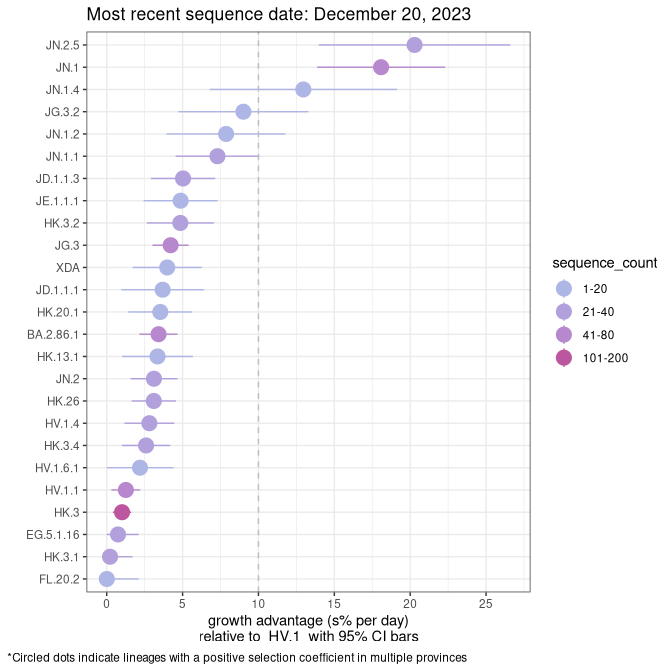 Most recent sequence date: December 20, 2023
JN.2.5
JN.1
JN.1.4
JG.3.2
JN.1.2
JN.1.1
JD.1.1.3
JE.1.1.1
HK.3.2
JG.3
XDA
JD.1.1.1
HK.20.1
BA.2.86.1
HK.13.1
JN.2
HK.26
HV.1.4
HK.3.4
HV.1.6.1
HV.1.1
HK.3
EG.5.1.16
HK.3.1
FL.20.2
0 5 10 15 20 25
growth advantage (s% per day)
relative to HV.1 with 95% CI bars
sequence_count
1-20
21-40
41-80
101-200
*Circled dots indicate lineages with a positive selection coefficient in multiple provinces